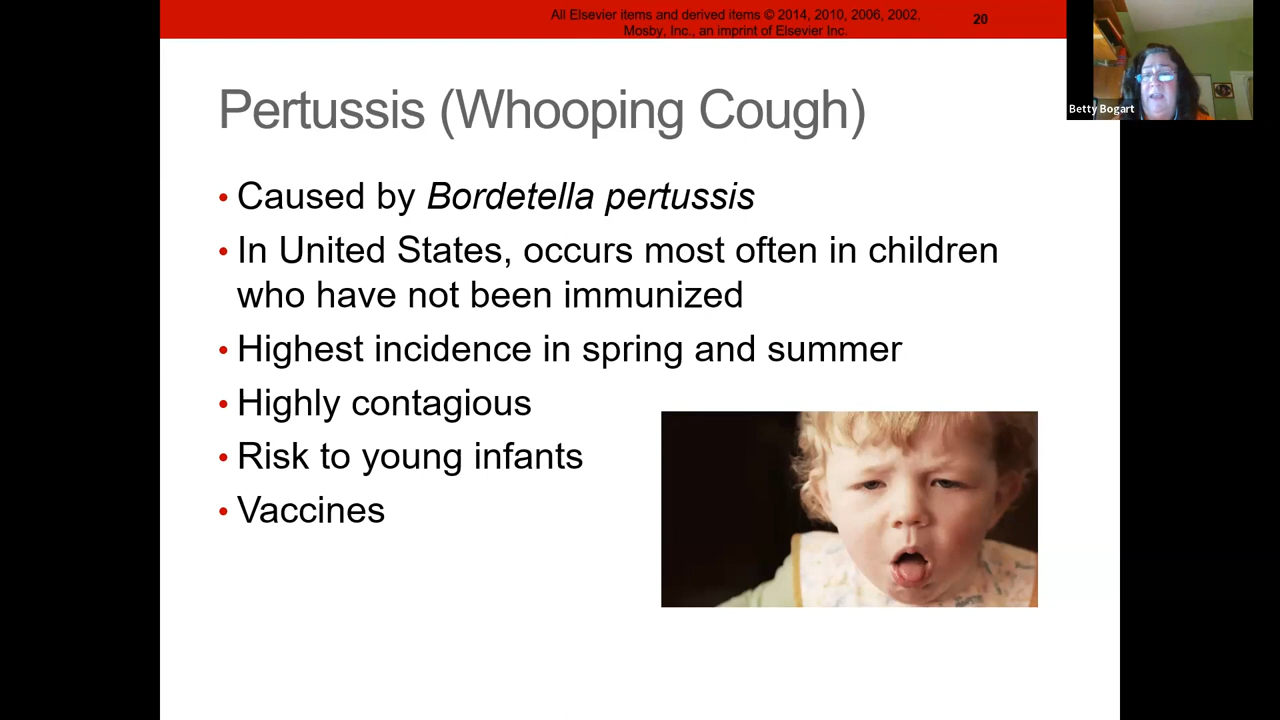 All Elsevier items and derived items © 2014, 2010, 2006, 2002,
Mosby, Inc., an imprint of Elsevier Inc.
20
Betty Bogart
Pertussis (Whooping Cough)
• Caused by Bordetella pertussis
• In United States, occurs most often in children
who have not been immunized
• Highest incidence in spring and summer
• Highly contagious
• Risk to young infants
• Vaccines